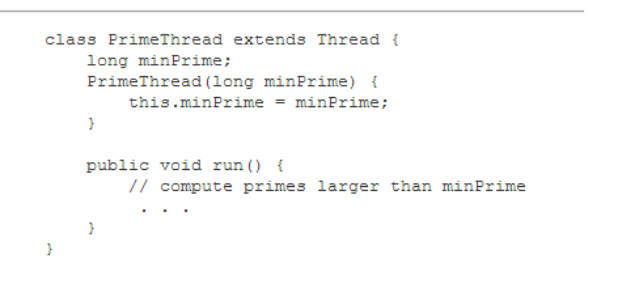 class PrimeThread extends Thread {
    long minPrime;
    PrimeThread(long minPrime) {
        this.minPrime = minPrime;
    }

    public void run() {
        // compute primes larger than minPrime
         . . .
    }
}